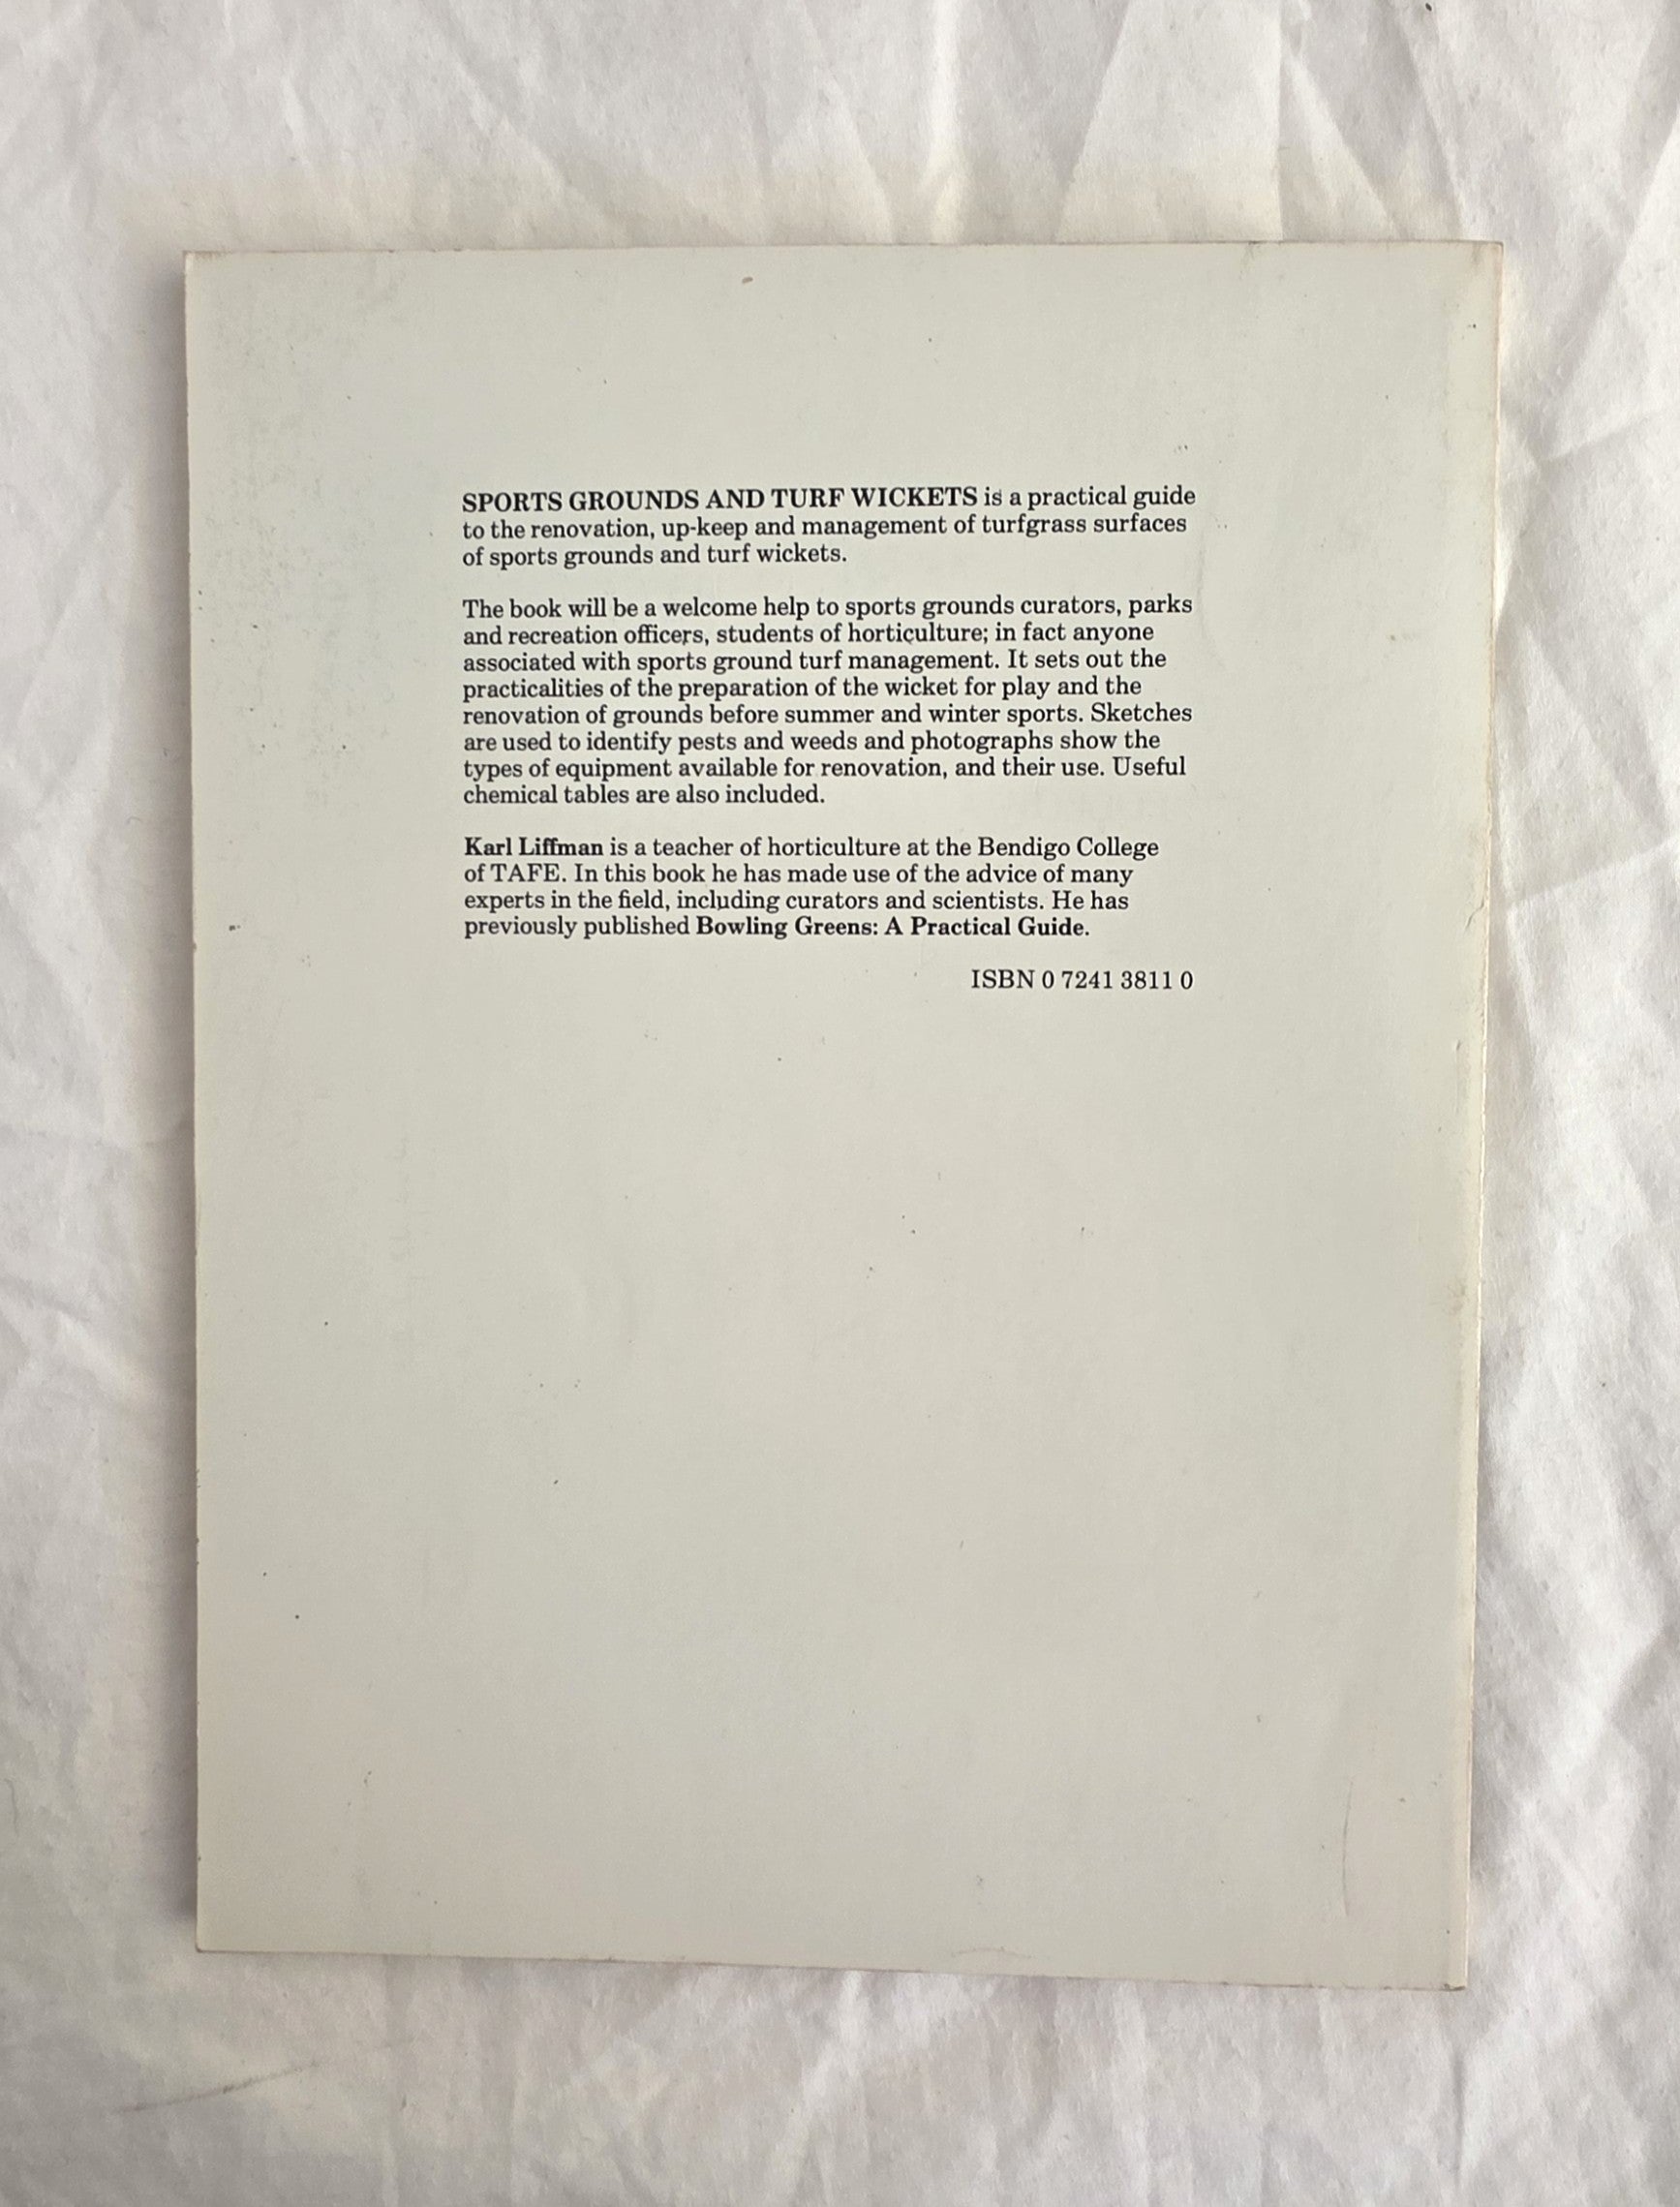 SPORTS GROUNDS AND TURF WICKETS is a practical guide
to the renovation, up-keep and management of turfgrass surfaces
of sports grounds and turf wickets.
The book will be a welcome help to sports grounds curators, parks
and recreation officers, students of horticulture; in fact anyone
associated with sports ground turf management. It sets out the
practicalities of the preparation of the wicket for play and the
renovation of grounds before summer and winter sports. Sketches
are used to identify pests and weeds and photographs show the
types of equipment available for renovation, and their use. Useful
chemical tables are also included.
Karl Liffman is a teacher of horticulture at the Bendigo College
of TAFE. In this book he has made use of the advice of many
experts in the field, including curators and scientists. He has
previously published Bowling Greens: A Practical Guide.
ISBN 0 7241 3811 0